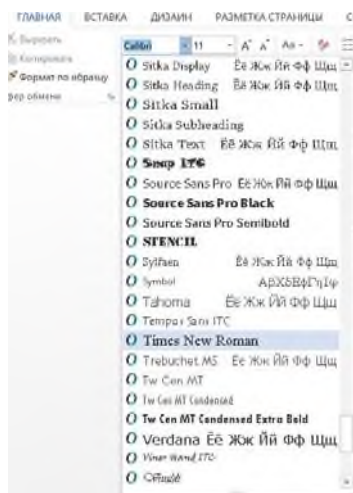 ГЛАВНАЯ ВСТАВКА ДИЗАЙН РАЗМЕТКА СТРАНИЦЫ
Вырезать
Копировать
Формат по образцу
Calibri 11 A A Aa
Sitka Display Ёё Жж Йй Фф Щщ
Sitka Heading Ёё Жж Йй Фф Щщ
Sitka Small
Sitka Subheading
Sitka Text Ёё Жж Йй Фф Щщ
Snap ITC
Source Sans Pro Ёё Жж Йй Фф Щщ
Source Sans Pro Black
Source Sans Pro Semibold
STENCIL
Sylfaen Ёё Жж Йй Фф Щщ
Symbol
Tahoma Ёё Жж Йй Фф Щщ
Tempus Sans ITC
Times New Roman
Trebuchet MS Ёё Жж Йй Фф Щщ
Tw Cen MT
Tw Cen MT Condensed
Tw Cen MT Condensed Extra Bold
Verdana Ёё Жж Йй Фф Щщ
Viner Hand ITC
Vivaldi